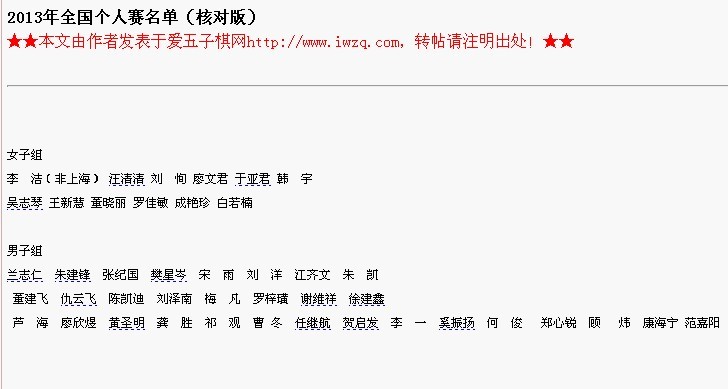 2013年全国个人赛名单（核对版）
★★本文由作者发表于爱五子棋网http://www.iwzq.com，转帖请注明出处！★★
女子组
李　洁（非上海） 汪清清 刘　恂 廖文君 于亚君 韩　宇
吴志琴 王新慧 董晓丽 罗佳敏 成艳珍 白若楠
男子组
兰志仁　朱建锋　张纪国　樊星岑　宋　雨　刘　洋　江齐文　朱　凯
董建飞　仇云飞　陈凯迪　刘泽南　梅　凡　罗梓璜　谢维祥　徐建鑫
芦　海　廖欣煜　黄圣明　龚　胜　祁　观　曹 冬　任继航　贺启发　李　一　奚振扬　何　俊　 郑心锐　顾　 炜　康海宁 范嘉阳